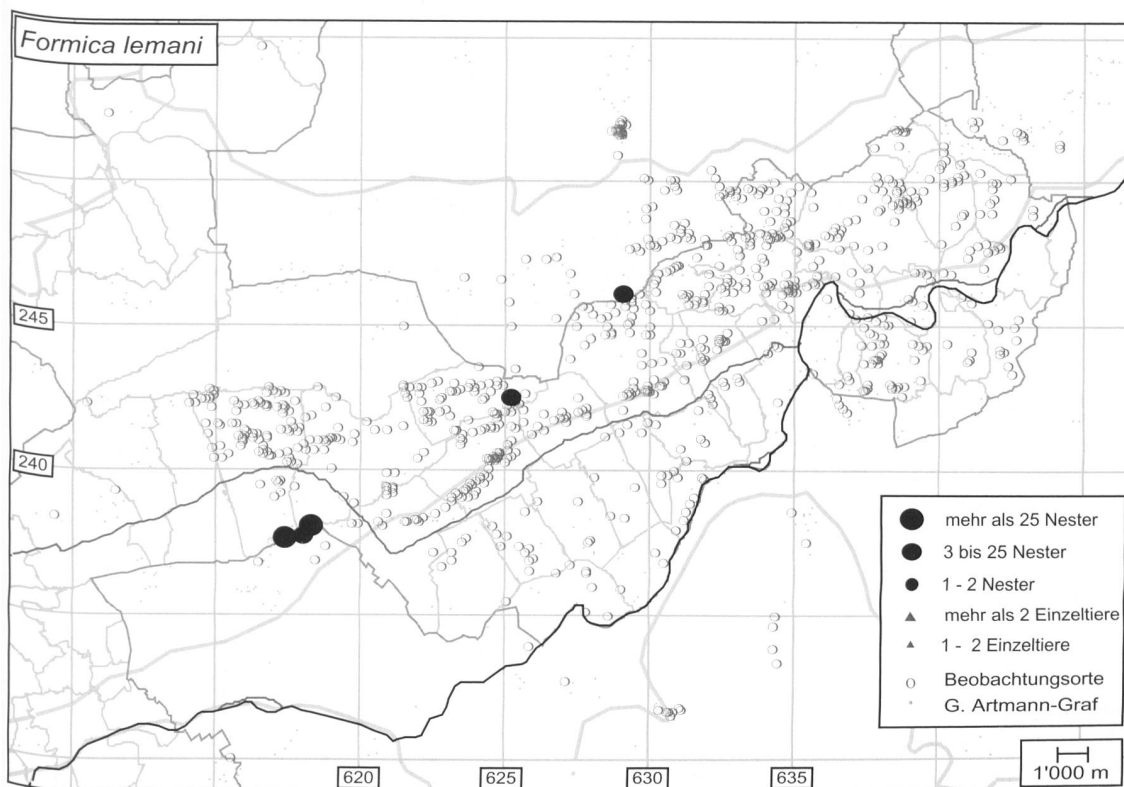 Formica lemani
245
240
mehr als 25 Nester
3 bis 25 Nester
1 - 2 Nester
mehr als 2 Einzeltiere
1 - 2 Einzeltiere
Beobachtungsorte
G. Artmann-Graf
620
625
630
635
1'000 m